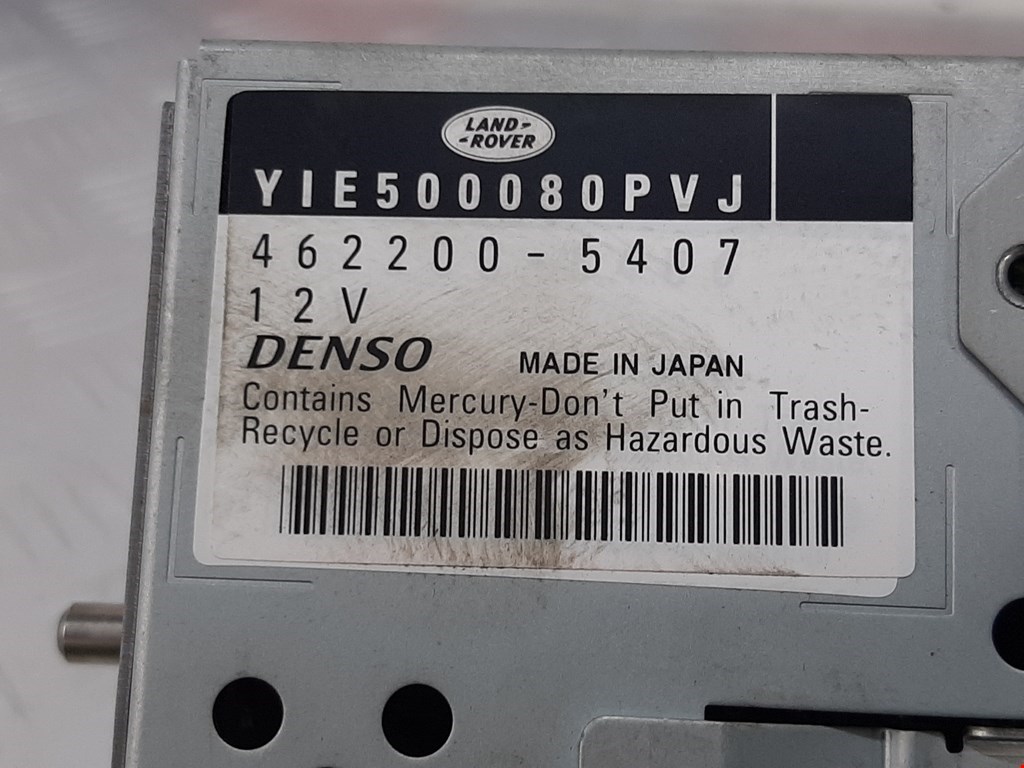 LAND-
-ROVER
YIE500080PVJ
462200-5407
12V
DENSO MADE IN JAPAN
Contains Mercury-Don't Put in Trash-
Recycle or Dispose as Hazardous Waste.